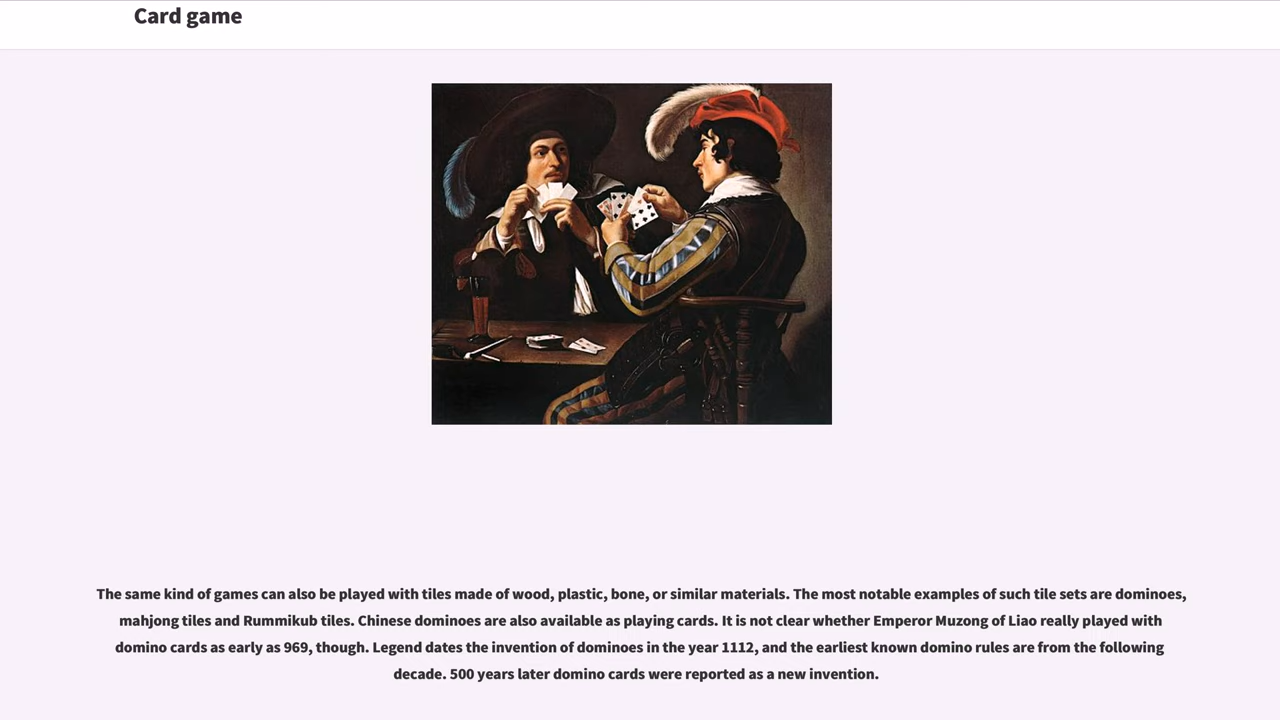 Card game
The same kind of games can also be played with tiles made of wood, plastic, bone, or similar materials. The most notable examples of such tile sets are dominoes,
mahjong tiles and Rummikub tiles. Chinese dominoes are also available as playing cards. It is not clear whether Emperor Muzong of Liao really played with
domino cards as early as 969, though. Legend dates the invention of dominoes in the year 1112, and the earliest known domino rules are from the following
decade. 500 years later domino cards were reported as a new invention.